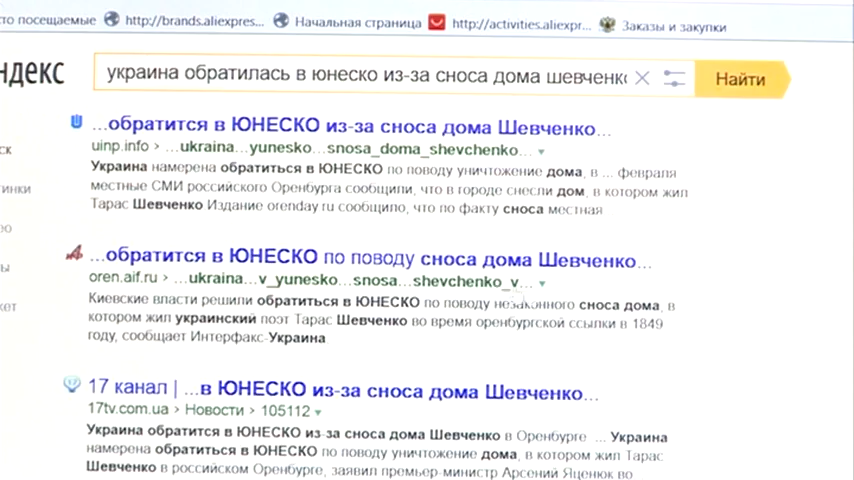 то посещаемые http://brands.aliexpres... Начальная страница http://activities.aliexpr... Заказы и закупки
ндекс украина обратилась в юнеско из-за сноса дома шевченк Найти
...обратится в ЮНЕСКО из-за сноса дома Шевченко...
uinp.info › ...ukraina...yunesko...snosa_doma_shevchenko...
ск
Украина намерена обратиться в ЮНЕСКО по поводу уничтожение дома, в ... февраля
тинки
местные СМИ российского Оренбурга сообщили, что в городе снесли дом, в котором жил
Тарас Шевченко Издание orenday.ru сообщило, что по факту сноса местная
ео
...обратится в ЮНЕСКО по поводу сноса дома Шевченко...
ы
oren.aif.ru › ...ukraina...v_yunesko...snosa...shevchenko_v...
кет
Киевские власти решили обратиться в ЮНЕСКО по поводу незаконного сноса дома, в
котором жил украинский поэт Тарас Шевченко во время оренбургской ссылки в 1849
году, сообщает Интерфакс-Украина
17 канал | ...в ЮНЕСКО из-за сноса дома Шевченко...
17tv.com.ua › Новости › 105112
Украина обратится в ЮНЕСКО из-за сноса дома Шевченко в Оренбурге ... Украина
намерена обратиться в ЮНЕСКО по поводу уничтожение дома, в котором жил Тарас
Шевченко в российском Оренбурге, заявил премьер-министр Арсений Яценюк во